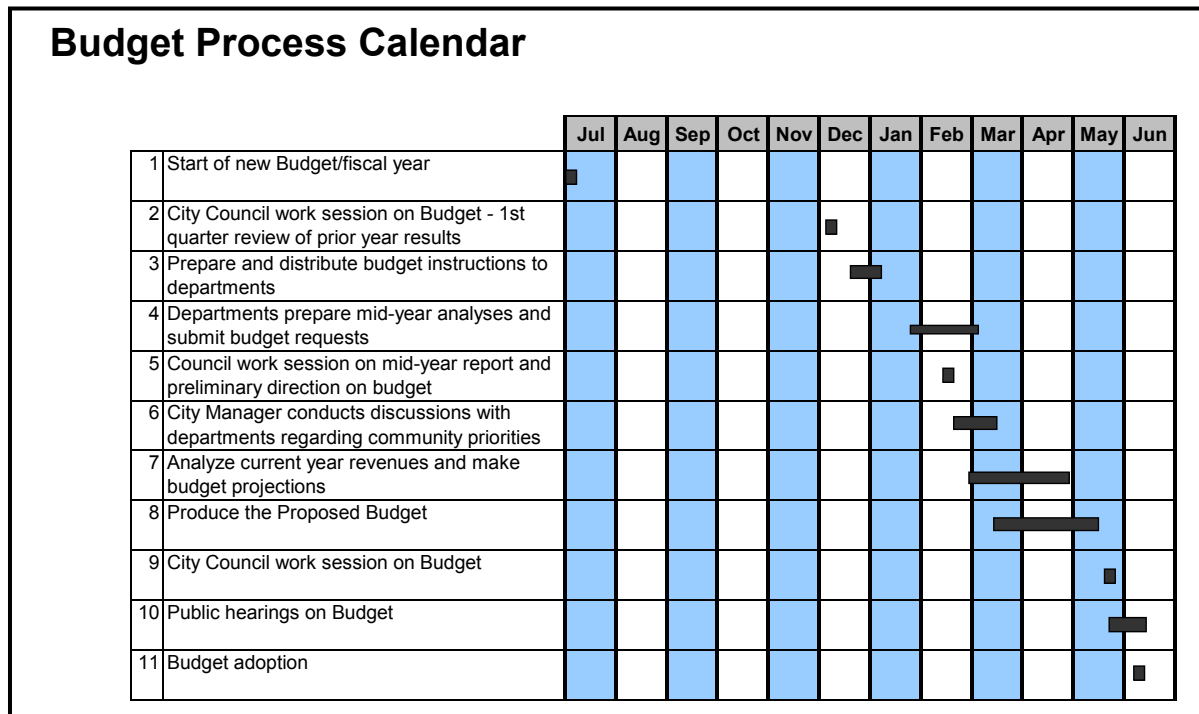 Budget Process Calendar
Jul Aug Sep Oct Nov Dec Jan Feb Mar Apr May Jun
1 Start of new Budget/fiscal year
2 City Council work session on Budget - 1st
quarter review of prior year results
3 Prepare and distribute budget instructions to
departments
4 Departments prepare mid-year analyses and
submit budget requests
5 Council work session on mid-year report and
preliminary direction on budget
6 City Manager conducts discussions with
departments regarding community priorities
7 Analyze current year revenues and make
budget projections
8 Produce the Proposed Budget
9 City Council work session on Budget
10 Public hearings on Budget
11 Budget adoption